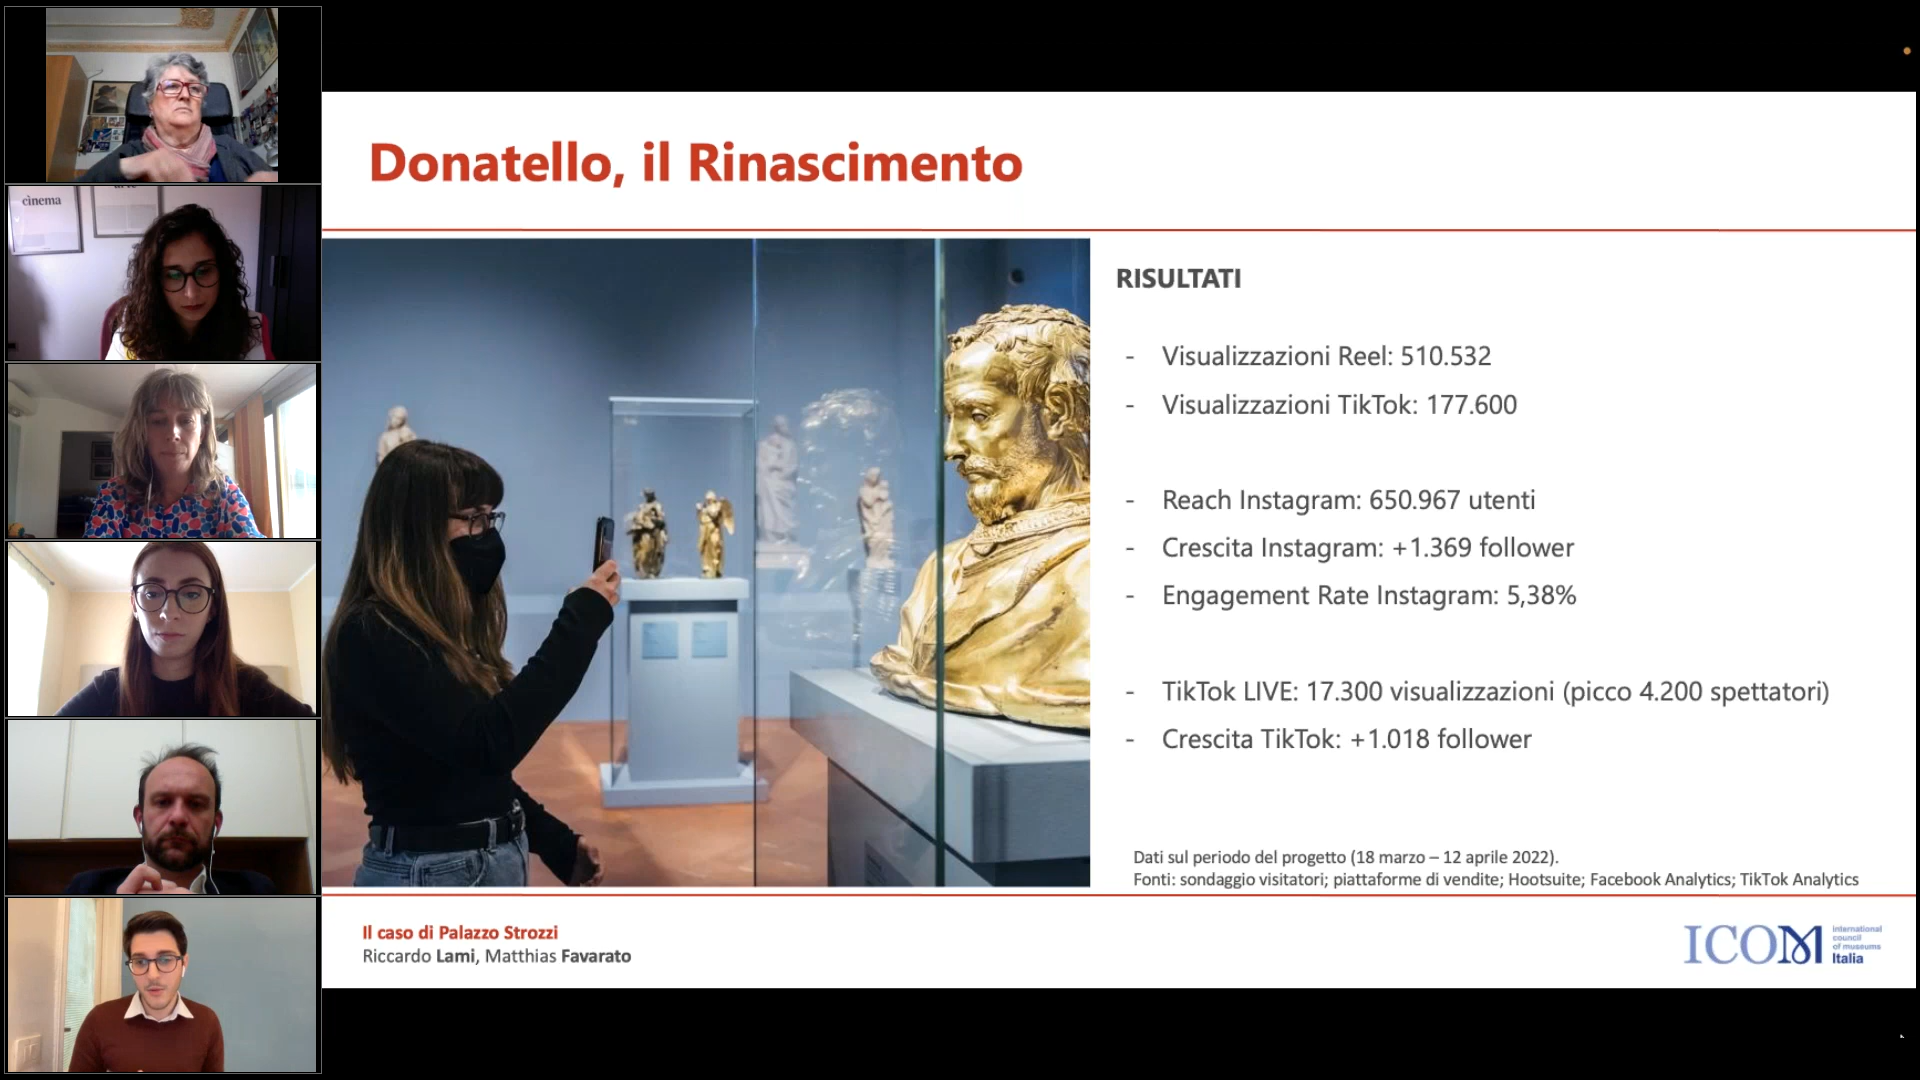 cinema
Donatello, il Rinascimento
RISULTATI
- Visualizzazioni Reel: 510.532
- Visualizzazioni TikTok: 177.600
- Reach Instagram: 650.967 utenti
- Crescita Instagram: +1.369 follower
- Engagement Rate Instagram: 5,38%
- TikTok LIVE: 17.300 visualizzazioni (picco 4.200 spettatori)
- Crescita TikTok: +1.018 follower
Dati sul periodo del progetto (18 marzo – 12 aprile 2022).
Fonti: sondaggio visitatori; piattaforme di vendite; Hootsuite; Facebook Analytics; TikTok Analytics
Il caso di Palazzo Strozzi
Riccardo Lami, Matthias Favarato
ICOM
international
council
of museums
Italia